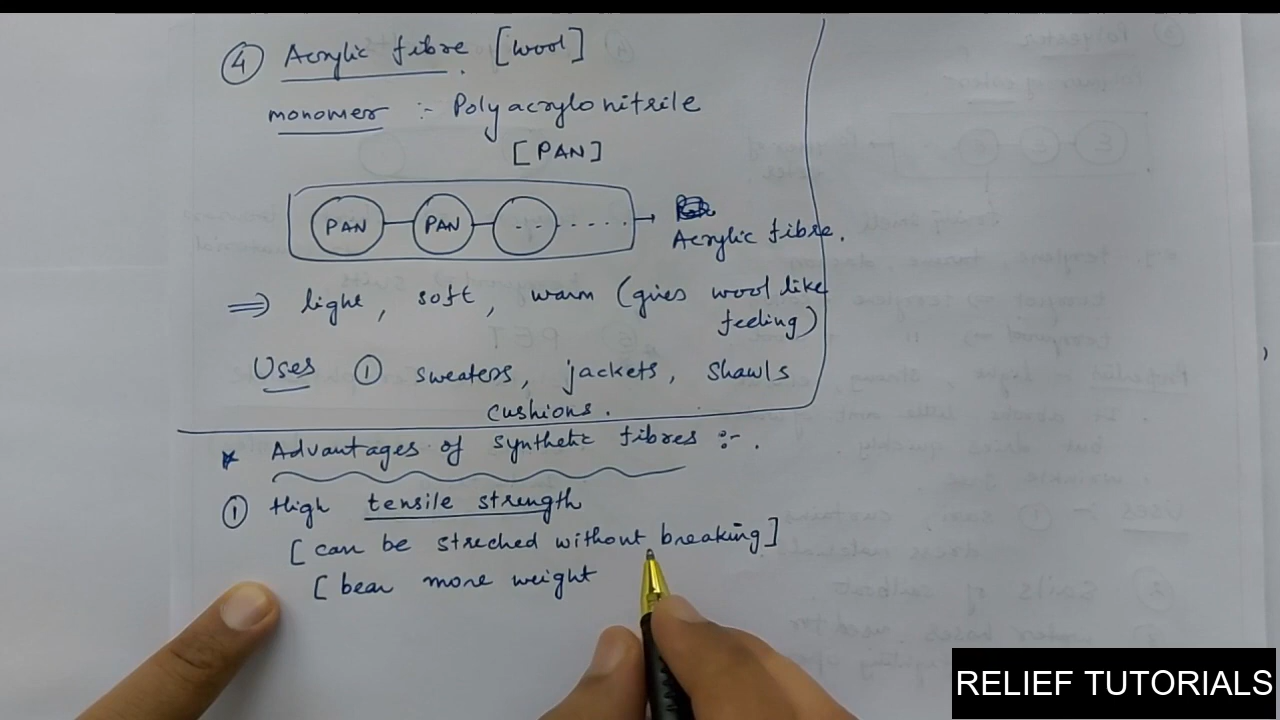 ④ Acrylic fibre [wool]
monomer :- Polyacrylonitrile
[PAN]
PAN PAN .. .... → Acrylic fibre.
⇒ light, soft, warm (gives wool like
feeling)
Uses ① sweaters, jackets, shawls
cushions.
* Advantages of synthetic fibres :- .
① High tensile strength
[can be streched without breaking]
[bear more weight
RELIEF TUTORIALS